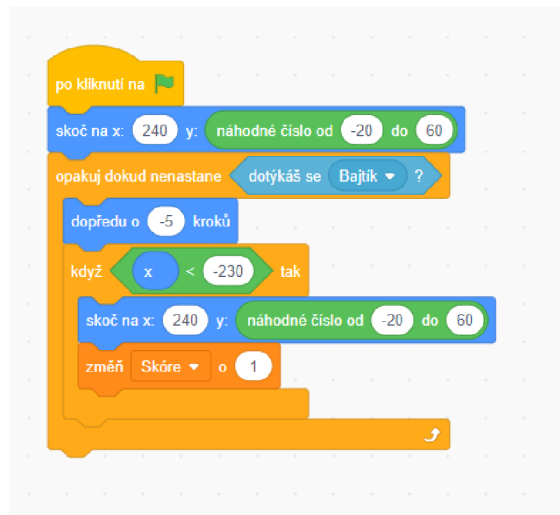 po kliknutí na
skoč na x: 240 y: náhodné číslo od -20 do 60
opakuj dokud nenastane dotýkáš se Bajtík ?
dopředu o -5 kroků
když x < -230 tak
skoč na x: 240 y: náhodné číslo od -20 do 60
změň Skóre o 1